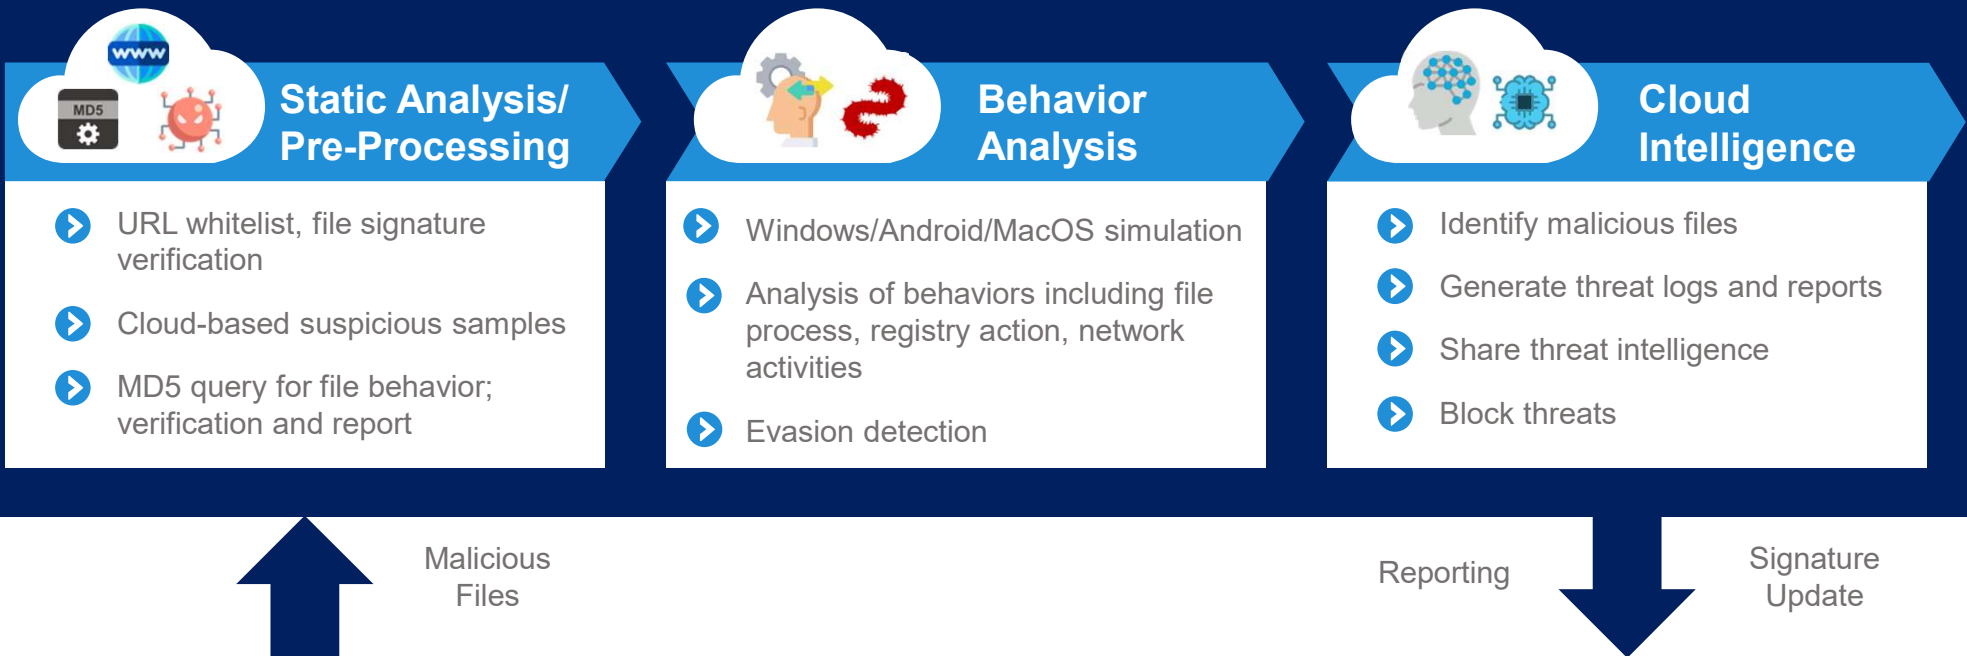 WWW
MD5
Static Analysis/
Pre-Processing
URL whitelist, file signature
verification
Cloud-based suspicious samples
MD5 query for file behavior;
verification and report
Behavior
Analysis
Windows/Android/MacOS simulation
Analysis of behaviors including file
process, registry action, network
activities
Evasion detection
Cloud
Intelligence
Identify malicious files
Generate threat logs and reports
Share threat intelligence
Block threats
Malicious
Files
Reporting
Signature
Update